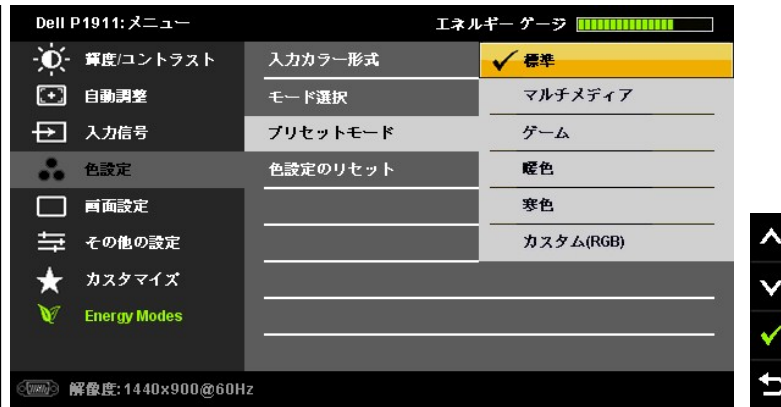 Dell P1911: メニュー
エネルギー ゲージ
輝度/コントラスト
自動調整
入力信号
色設定
画面設定
その他の設定
カスタマイズ
Energy Modes
入力カラー形式
モード選択
プリセットモード
色設定のリセット
標準
マルチメディア
ゲーム
暖色
寒色
カスタム(RGB)
解像度: 1440x900@60Hz